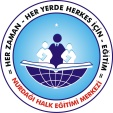 HER ZAMAN - HER YERDE HERKES İÇİN - EĞİTİM
NURDAĞI HALK EĞİTİMİ MERKEZİ